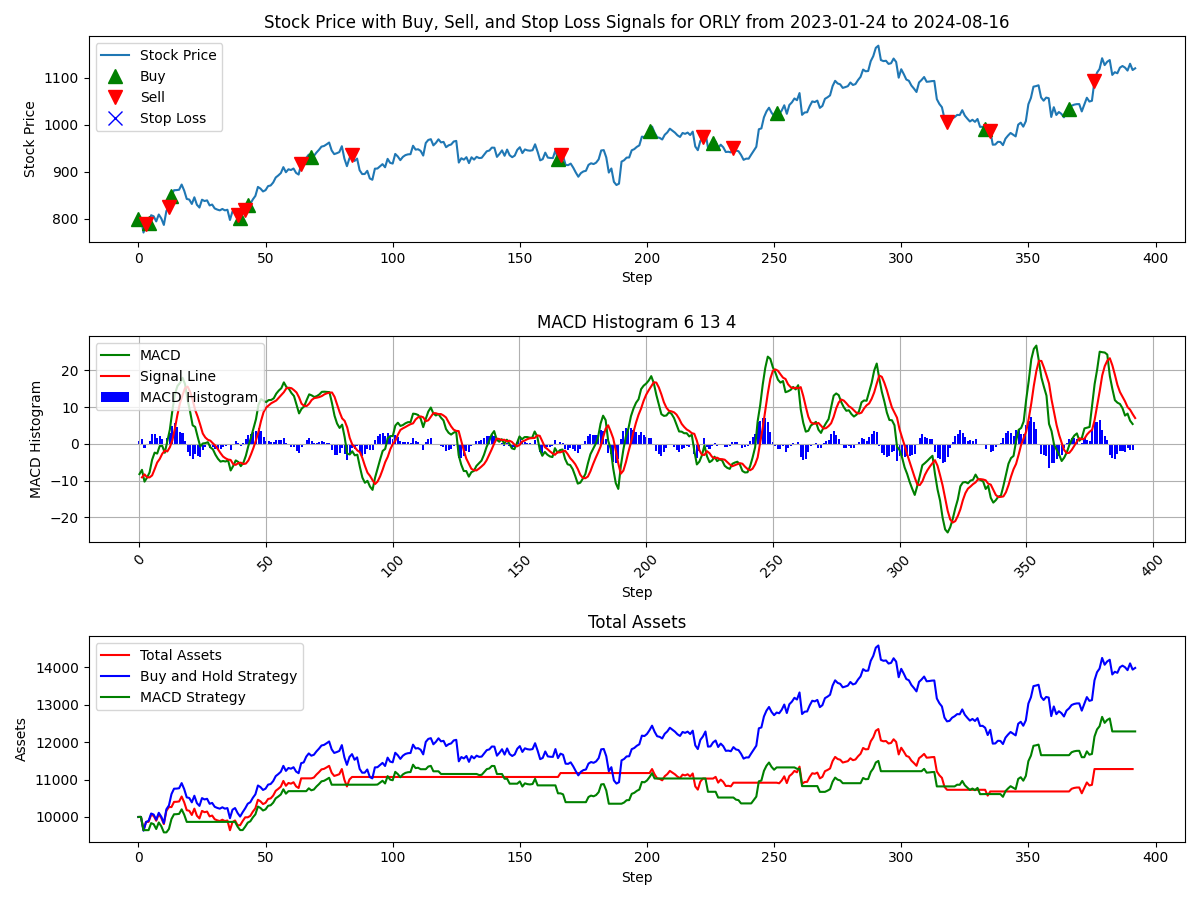 Stock Price with Buy, Sell, and Stop Loss Signals for ORLY from 2023-01-24 to 2024-08-16
Stock Price
Buy
Sell
Stop Loss
Stock Price
1100
1000
900
800
0 50 100 150 200 250 300 350 400
Step
MACD Histogram 6 13 4
MACD
Signal Line
MACD Histogram
MACD Histogram
20
10
0
−10
−20
0 50 100 150 200 250 300 350 400
Step
Total Assets
Total Assets
Buy and Hold Strategy
MACD Strategy
Assets
14000
13000
12000
11000
10000
0 50 100 150 200 250 300 350 400
Step